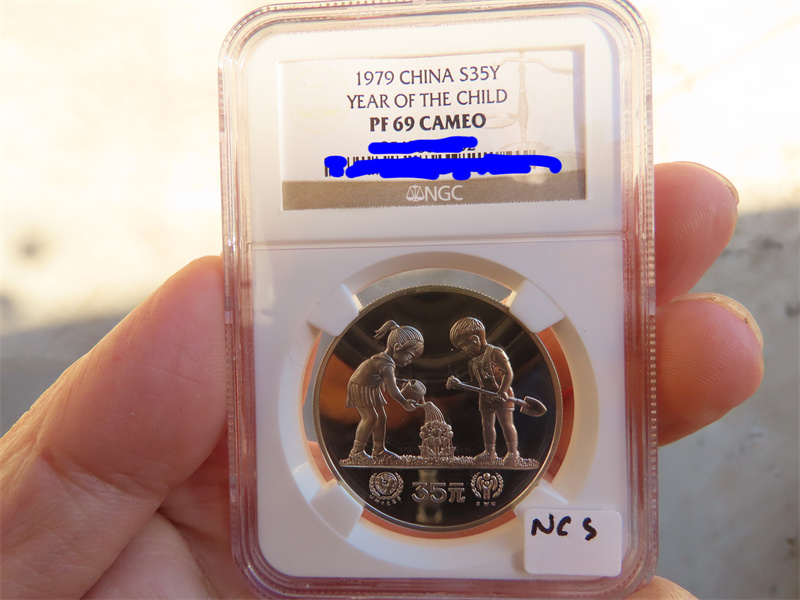 1979 CHINA S35Y
YEAR OF THE CHILD
PF 69 CAMEO
NGC
35元
NCS